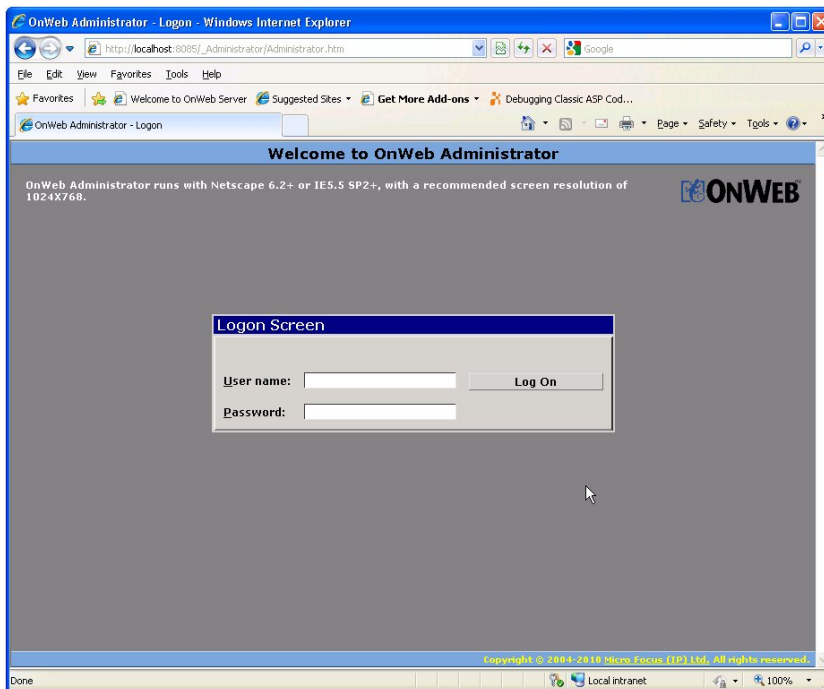 OnWeb Administrator - Logon - Windows Internet Explorer
http://localhost:8085/_Administrator/Administrator.htm
Google
File Edit View Favorites Tools Help
Favorites Welcome to OnWeb Server Suggested Sites Get More Add-ons Debugging Classic ASP Cod...
OnWeb Administrator - Logon
Page Safety Tools
Welcome to OnWeb Administrator
OnWeb Administrator runs with Netscape 6.2+ or IE5.5 SP2+, with a recommended screen resolution of
1024X768.
ONWEB
Logon Screen
User name:
Log On
Password:
Copyright © 2004-2010 Micro Focus (IP) Ltd. All rights reserved.
Done
Local intranet
100%